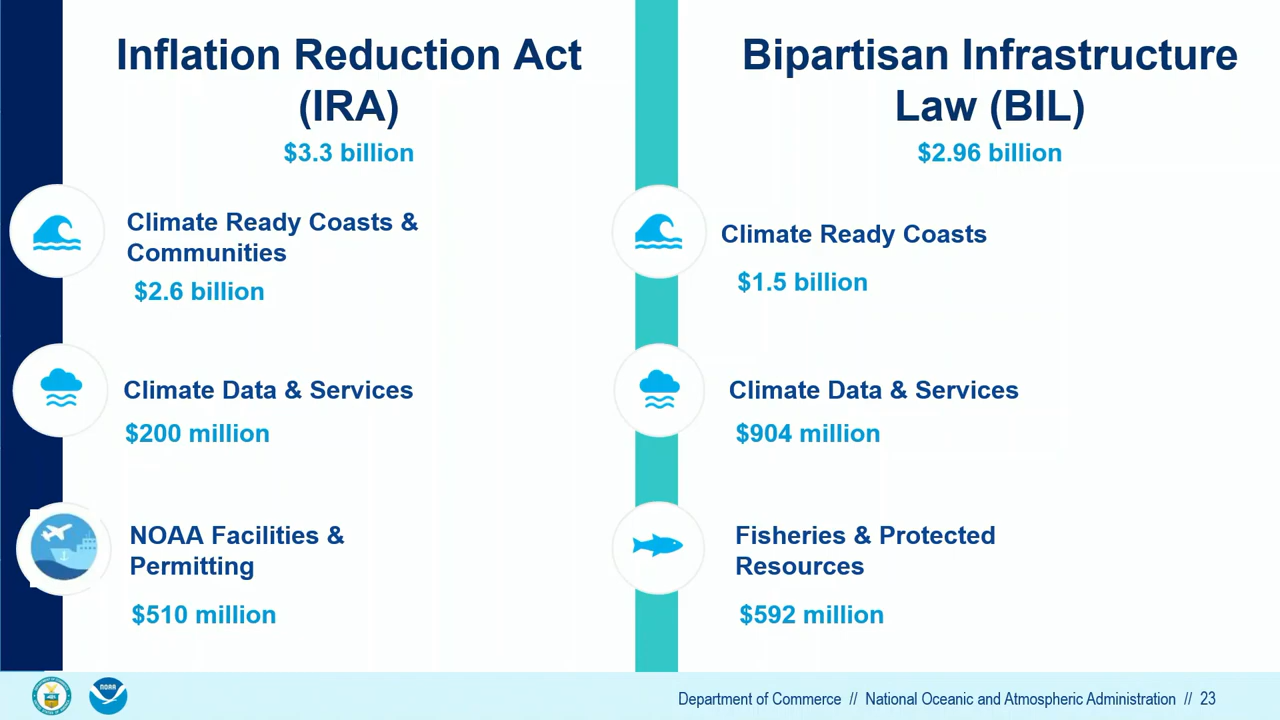 Inflation Reduction Act
(IRA)
$3.3 billion
Climate Ready Coasts &
Communities
$2.6 billion
Climate Data & Services
$200 million
NOAA Facilities &
Permitting
$510 million
Bipartisan Infrastructure
Law (BIL)
$2.96 billion
Climate Ready Coasts
$1.5 billion
Climate Data & Services
$904 million
Fisheries & Protected
Resources
$592 million
NOAA
Department of Commerce // National Oceanic and Atmospheric Administration // 23